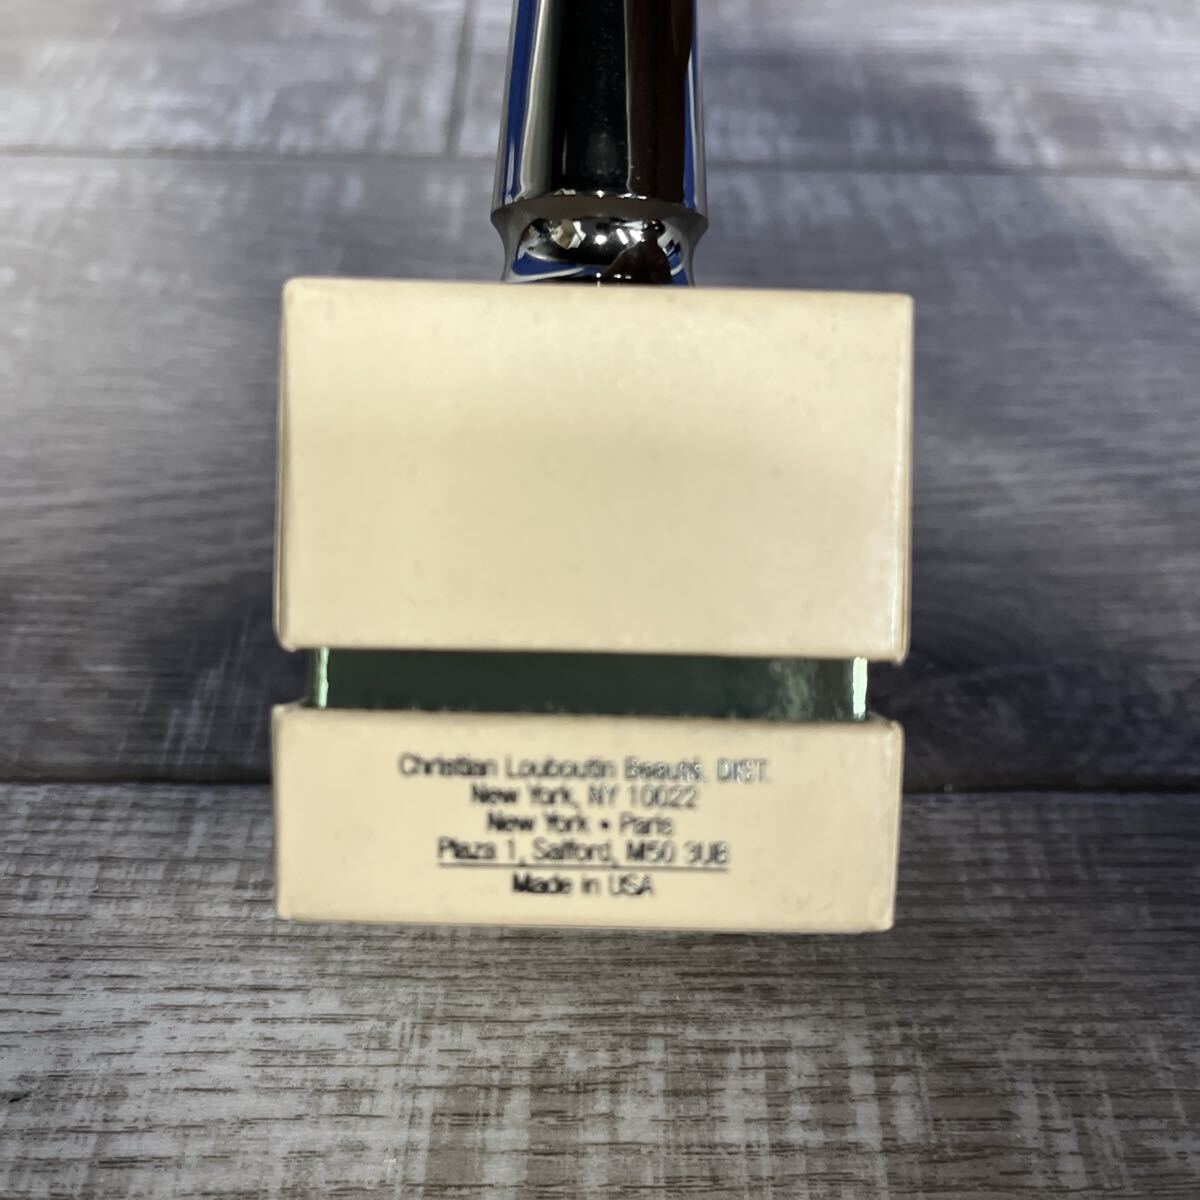 Christian Louboutin Beauté, DIST.
New York, NY 10022
New York • Paris
Plaza 1, Salford, M50 3UB
Made in USA